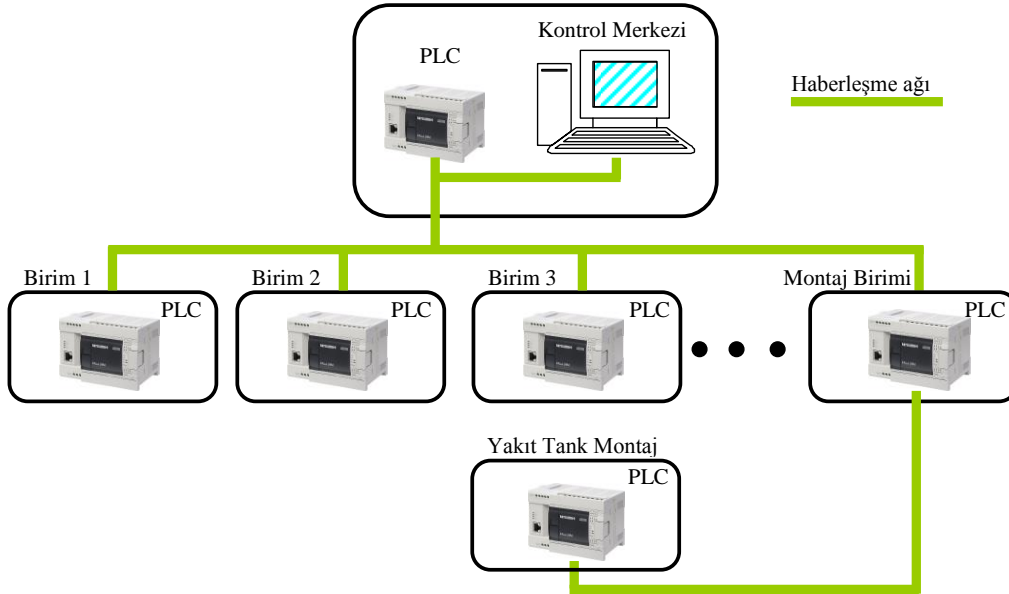 Kontrol Merkezi
PLC
Haberleşme ağı
Birim 1
Birim 2
Birim 3
Montaj Birimi
PLC
PLC
PLC
PLC
Yakıt Tank Montaj
PLC